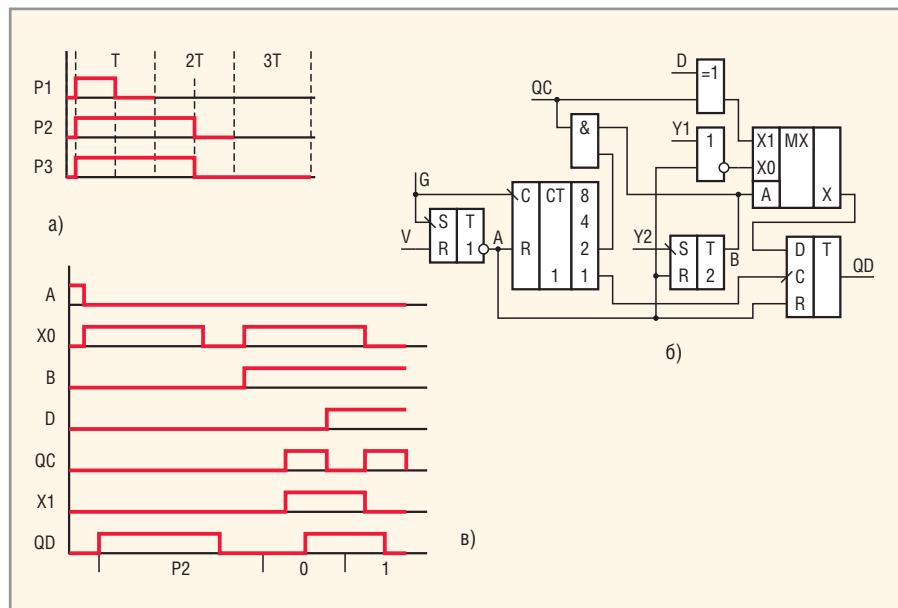 T 2T 3T
P1
P2
P3
а)
A
X0
B
D
QC
X1
QD
P2 0 1
в)
D
=1
QC
&
Y1
1
X1 MX
X0
A X
G
C CT 8
4
R 2
1 1
S T
V
R 1
A
Y2
S T
R 2
B
D T
C
R
QD
б)